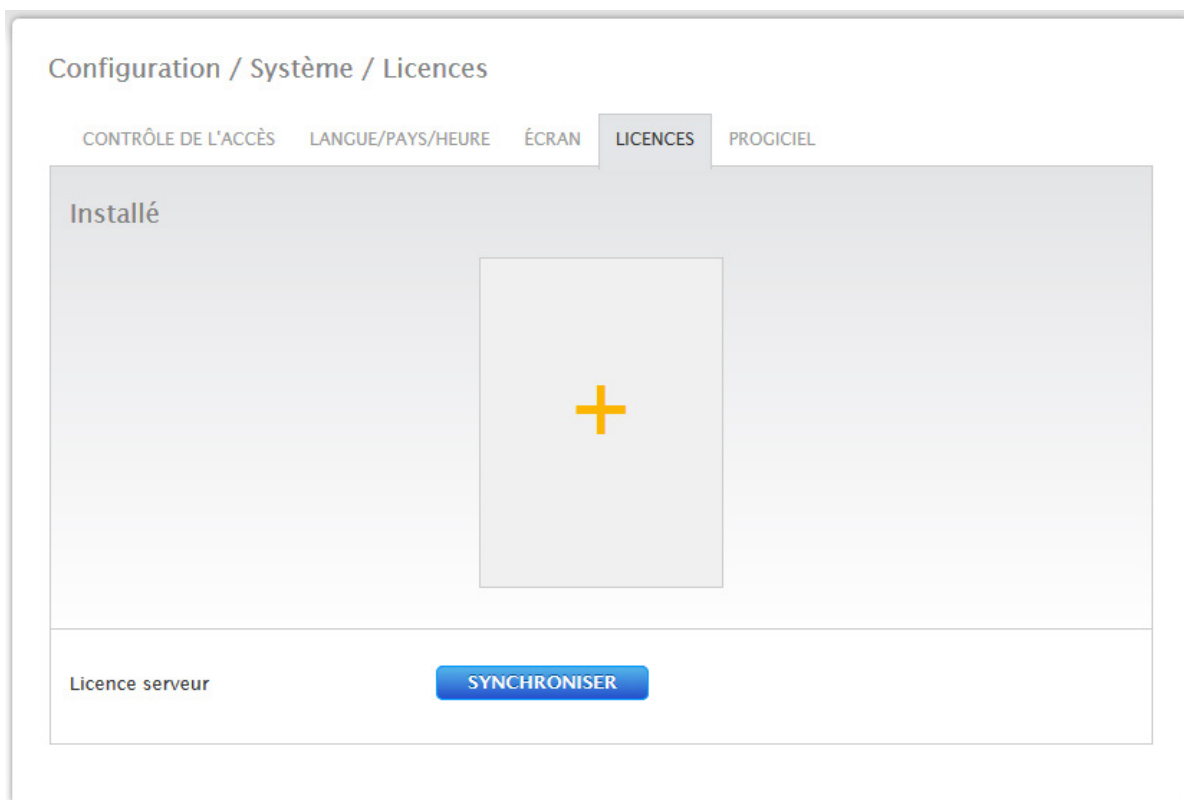 Configuration / Système / Licences
CONTRÔLE DE L'ACCÈS LANGUE/PAYS/HEURE ÉCRAN LICENCES PROGICIEL
Installé
Licence serveur SYNCHRONISER